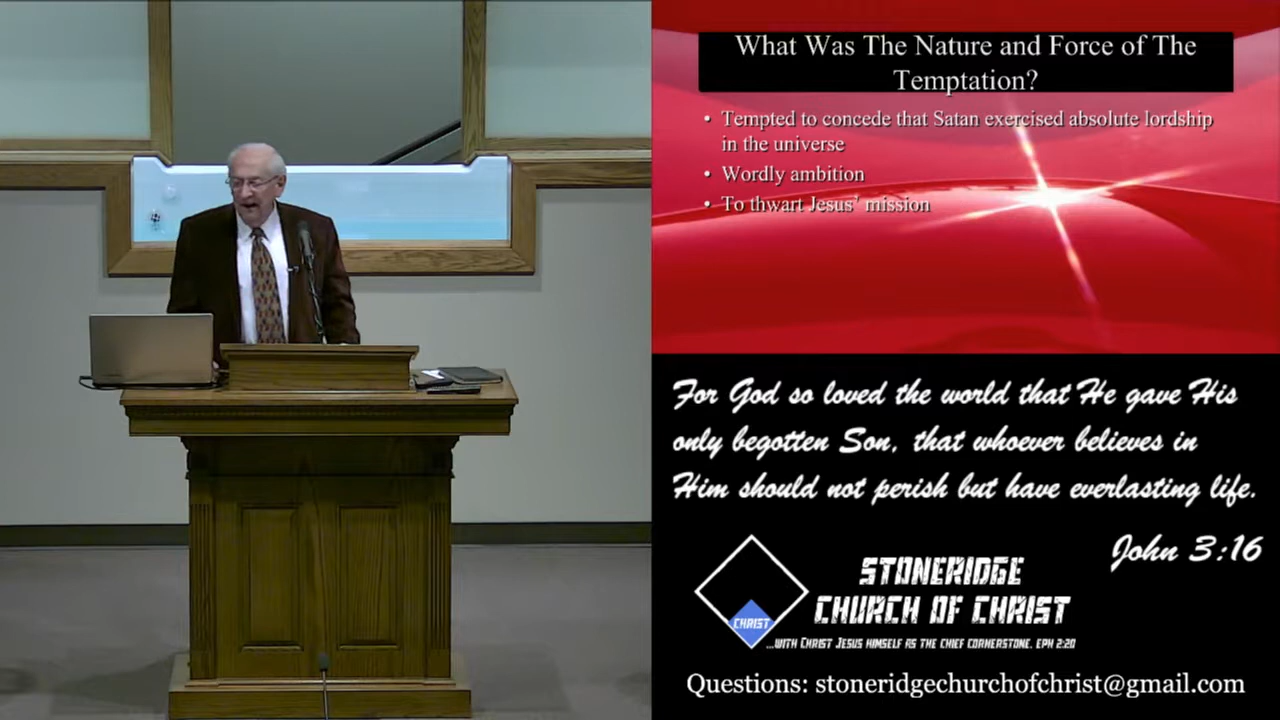 What Was The Nature and Force of The
Temptation?
• Tempted to concede that Satan exercised absolute lordship
in the universe
• Wordly ambition
• To thwart Jesus' mission
For God so loved the world that He gave His
only begotten Son, that whoever believes in
Him should not perish but have everlasting life.
John 3:16
STONERIDGE
CHURCH OF CHRIST
CHRIST
...WITH CHRIST JESUS HIMSELF AS THE CHIEF CORNERSTONE. EPH 2:20
Questions: stoneridgechurchofchrist@gmail.com